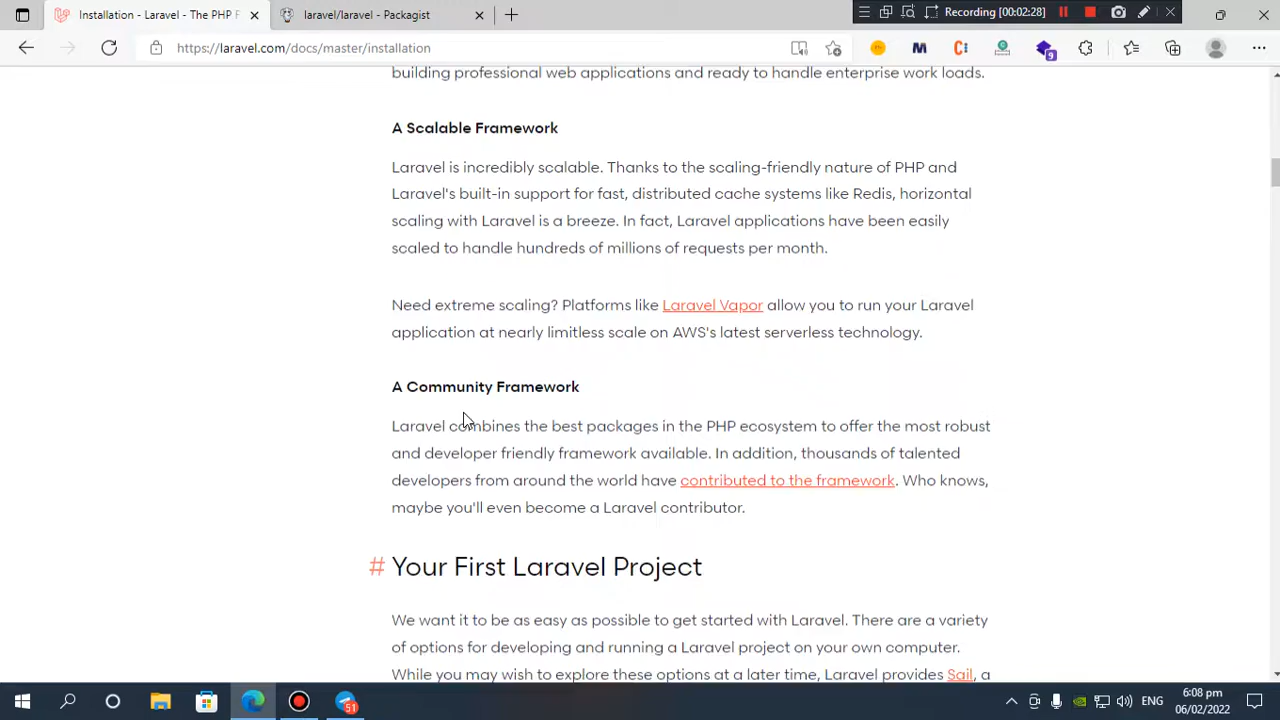 Installation - Laravel - The PHP F
laravel/laravel - Packagist
Recording [00:02:28]
https://laravel.com/docs/master/installation
9
building professional web applications and ready to handle enterprise work loads.
A Scalable Framework
Laravel is incredibly scalable. Thanks to the scaling-friendly nature of PHP and
Laravel's built-in support for fast, distributed cache systems like Redis, horizontal
scaling with Laravel is a breeze. In fact, Laravel applications have been easily
scaled to handle hundreds of millions of requests per month.
Need extreme scaling? Platforms like Laravel Vapor allow you to run your Laravel
application at nearly limitless scale on AWS's latest serverless technology.
A Community Framework
Laravel combines the best packages in the PHP ecosystem to offer the most robust
and developer friendly framework available. In addition, thousands of talented
developers from around the world have contributed to the framework. Who knows,
maybe you'll even become a Laravel contributor.
# Your First Laravel Project
We want it to be as easy as possible to get started with Laravel. There are a variety
of options for developing and running a Laravel project on your own computer.
While you may wish to explore these options at a later time, Laravel provides Sail, a
51
ENG
6:08 pm
06/02/2022